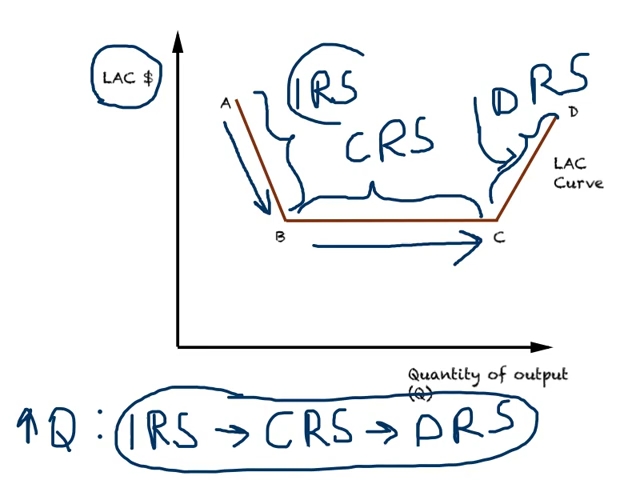 LAC $
IRS
DRS
A
D
CRS
LAC
Curve
B
C
Quantity of output
(Q)
↑ Q : IRS → CRS → DRS